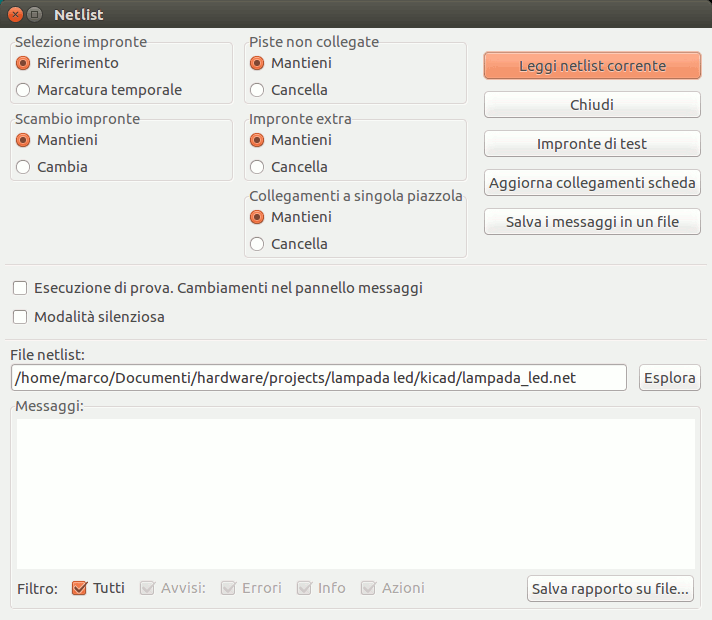 Netlist
Selezione impronte
Riferimento
Marcatura temporale
Scambio impronte
Mantieni
Cambia
Piste non collegate
Mantieni
Cancella
Impronte extra
Mantieni
Cancella
Collegamenti a singola piazzola
Mantieni
Cancella
Leggi netlist corrente
Chiudi
Impronte di test
Aggiorna collegamenti scheda
Salva i messaggi in un file
Esecuzione di prova. Cambiamenti nel pannello messaggi
Modalità silenziosa
File netlist:
/home/marco/Documenti/hardware/projects/lampada led/kicad/lampada_led.net
Esplora
Messaggi:
Filtro: Tutti Avvisi: Errori Info Azioni
Salva rapporto su file...